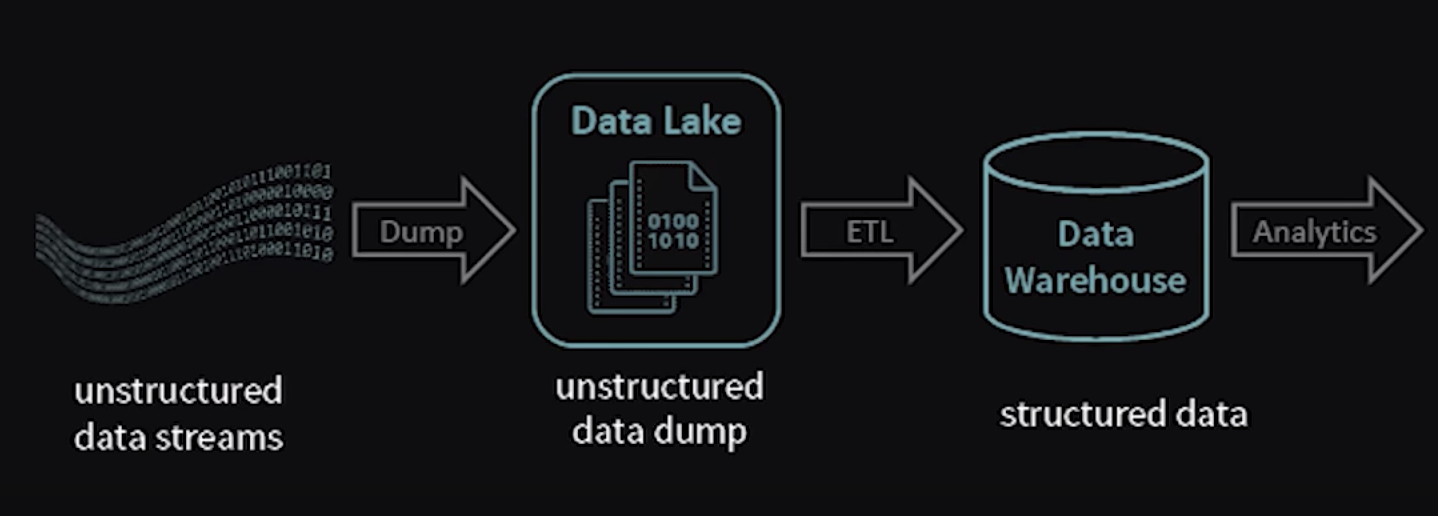 Dump
Data Lake
0100
1010
ETL
Data
Warehouse
Analytics
unstructured
data streams
unstructured
data dump
structured data